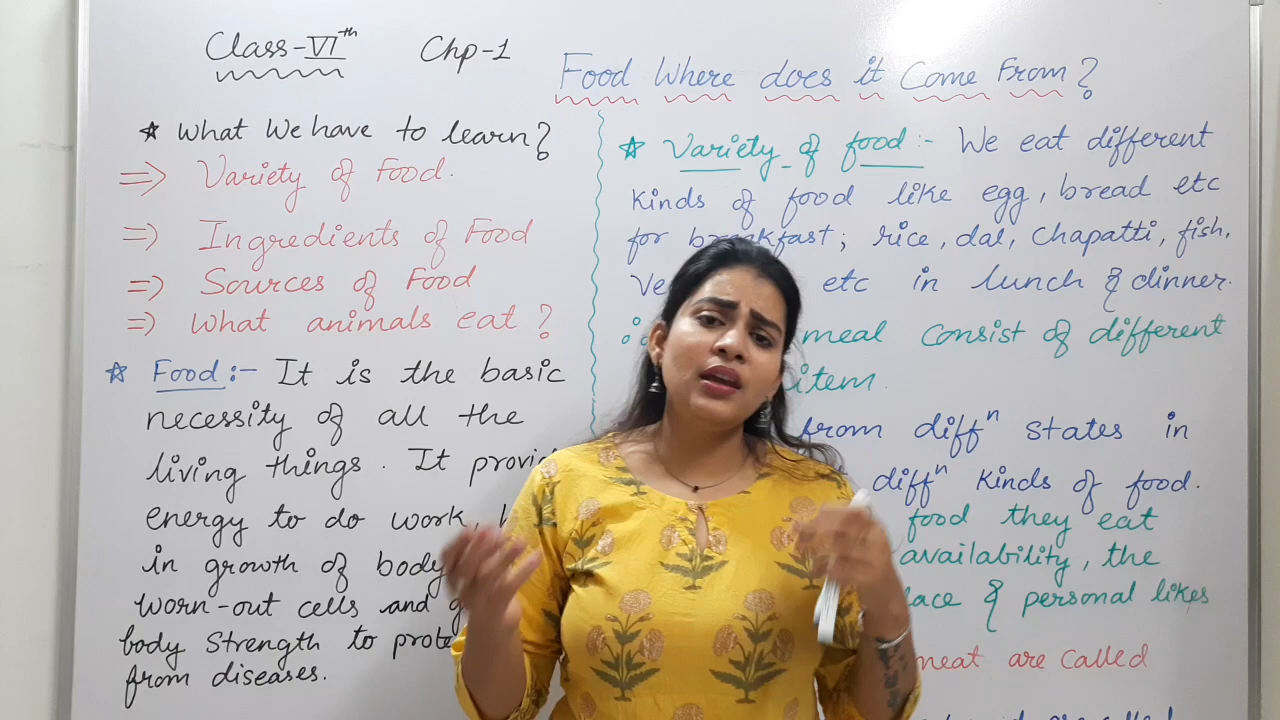 Class-VIth Chp-1
Food Where does it Come From?
* What We have to learn?
=> Variety of Food.
=> Ingredients of Food
=> Sources of Food
=> What animals eat?
* Food:- It is the basic
necessity of all the
living things. It
energy to do work
in growth of body
worn-out cells and
body Strength to
from diseases.
* Variety of food:- We eat different
kinds of food like egg, bread etc
for breakfast; rice, dal, chapatti, fish,
etc in lunch & dinner.
meal consist of different
item.
from diffn states in
diffn kinds of food.
food they eat
availability, the
& personal likes
meat are called
are called